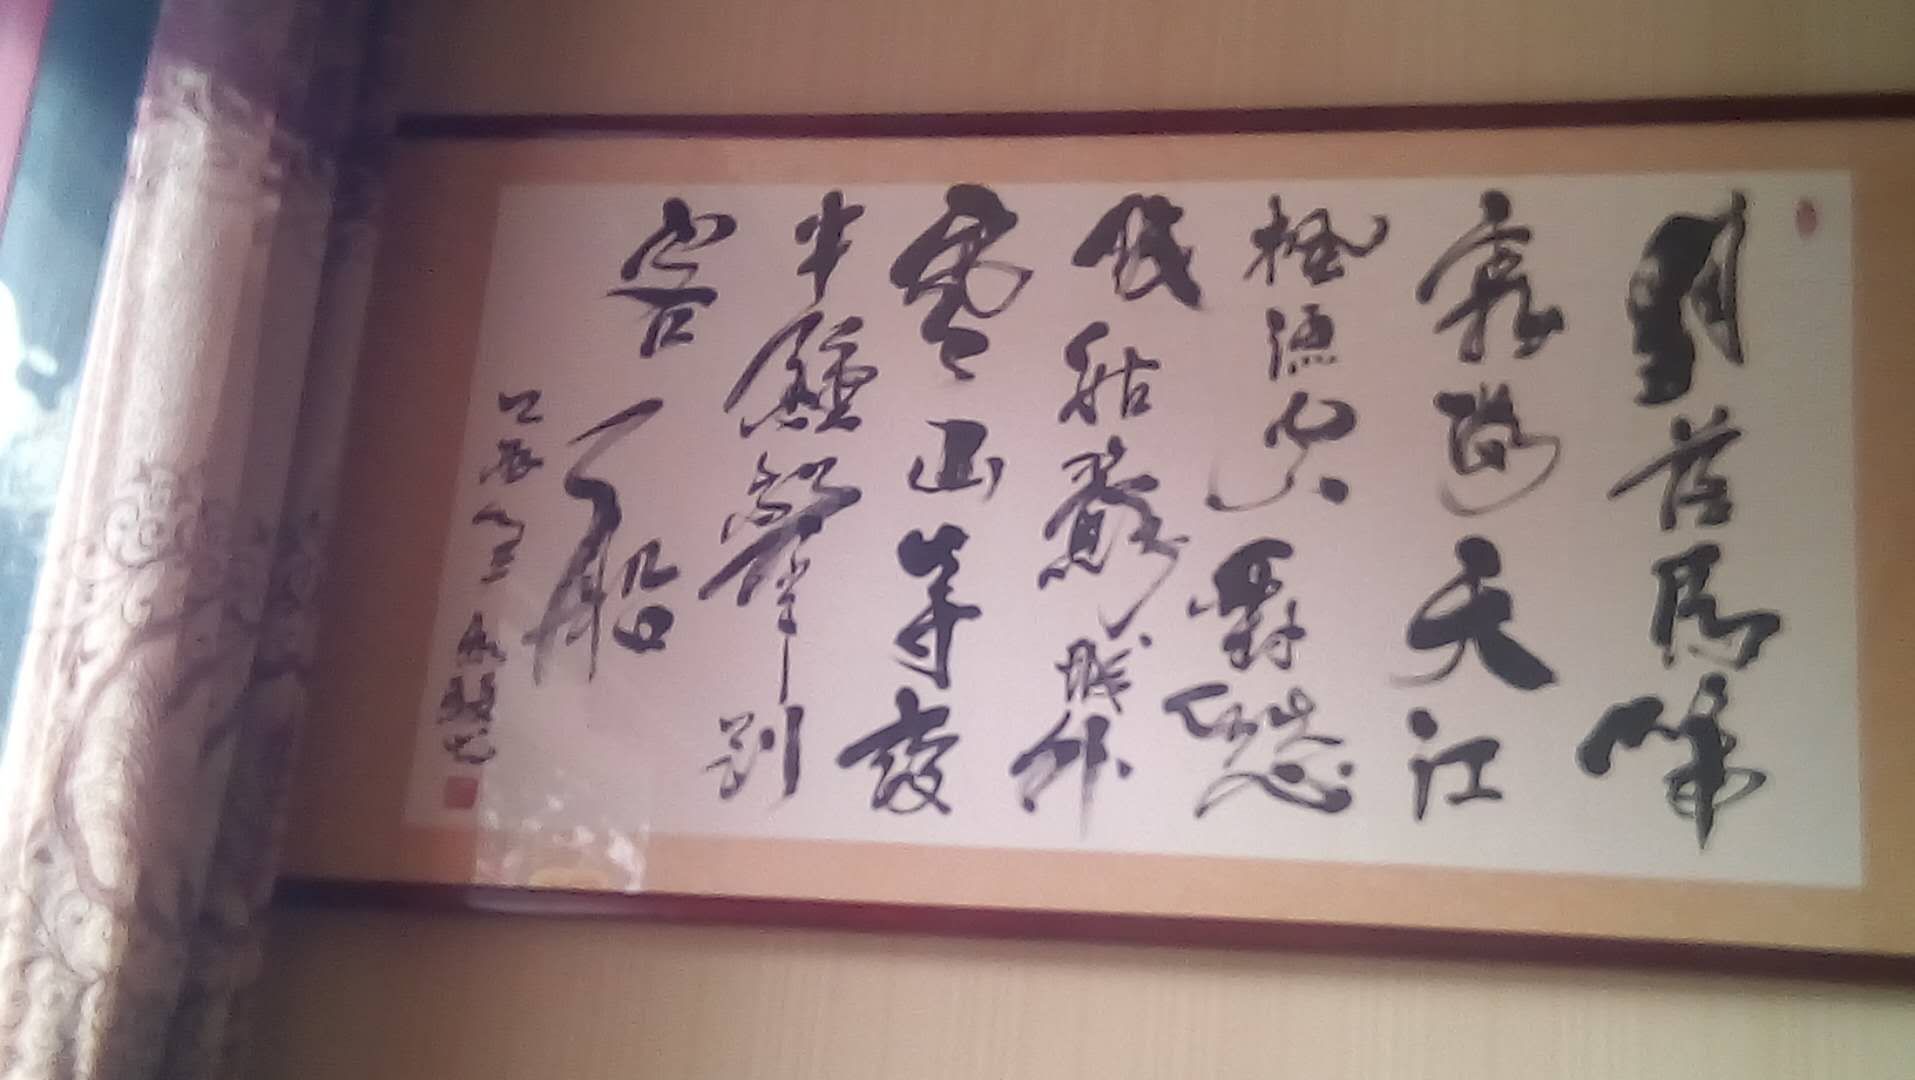 月落烏啼
霜滿天江
楓漁火對愁
眠姑蘇城外
寒山寺夜
半鐘聲到
客船